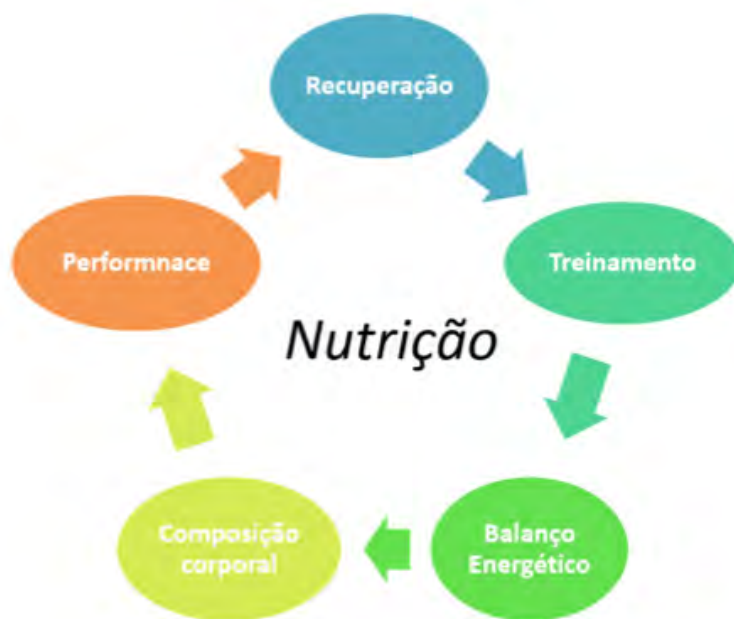 Recuperação
Treinamento
Balanço
Energético
Composição
corporal
Performnace
Nutrição